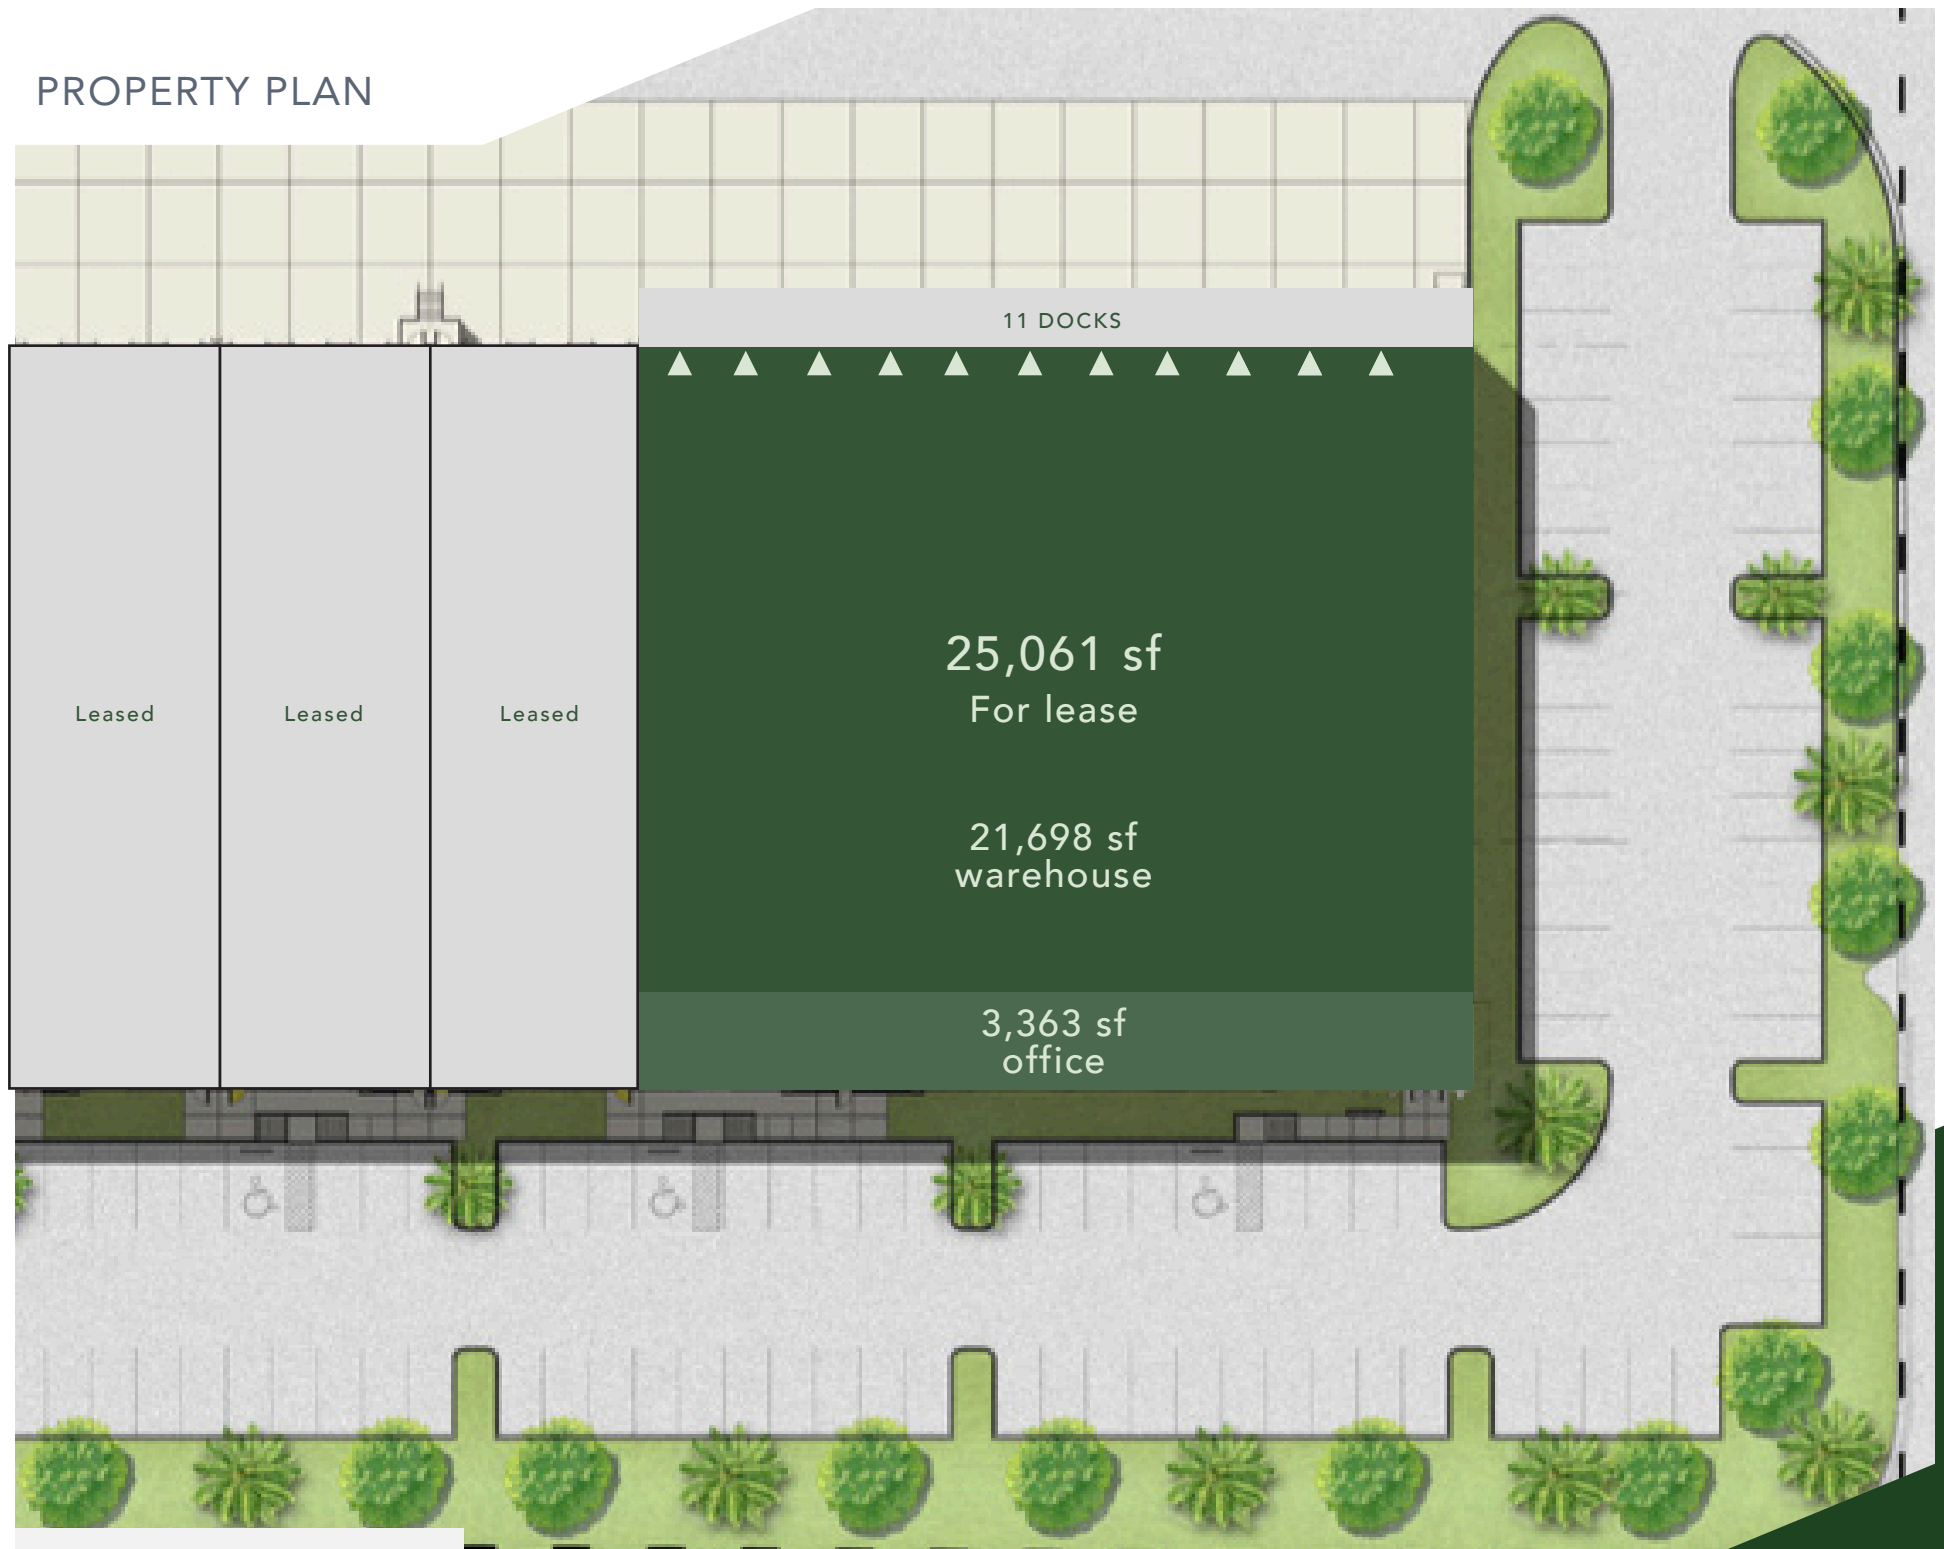 PROPERTY PLAN
11 DOCKS
25,061 sf
For lease
Leased
Leased
Leased
21,698 sf
warehouse
3,363 sf
office